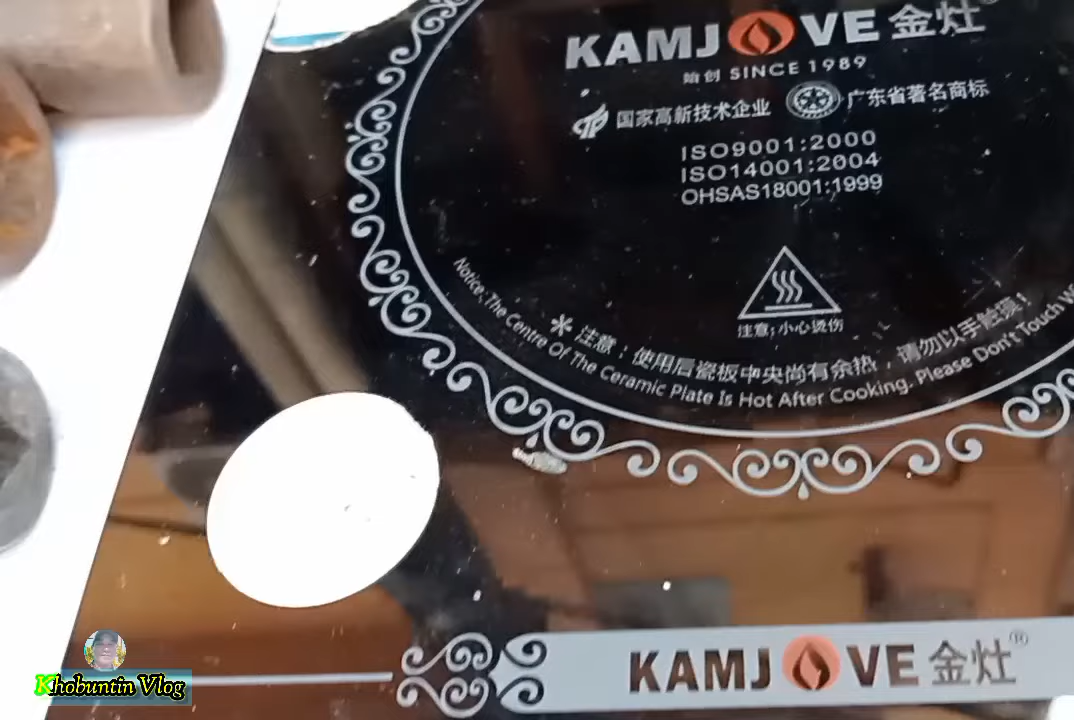 KAMJOVE 金灶
始创 SINCE 1989
国家高新技术企业 广东省著名商标
ISO9001:2000
ISO14001:2004
OHSAS18001:1999
注意;小心烫伤
* 注意:使用后瓷板中央尚有余热,请勿以手触摸!
Notice: The Centre Of The Ceramic Plate Is Hot After Cooking. Please Don't Touch
KAMJOVE 金灶®
Khobuntin Vlog